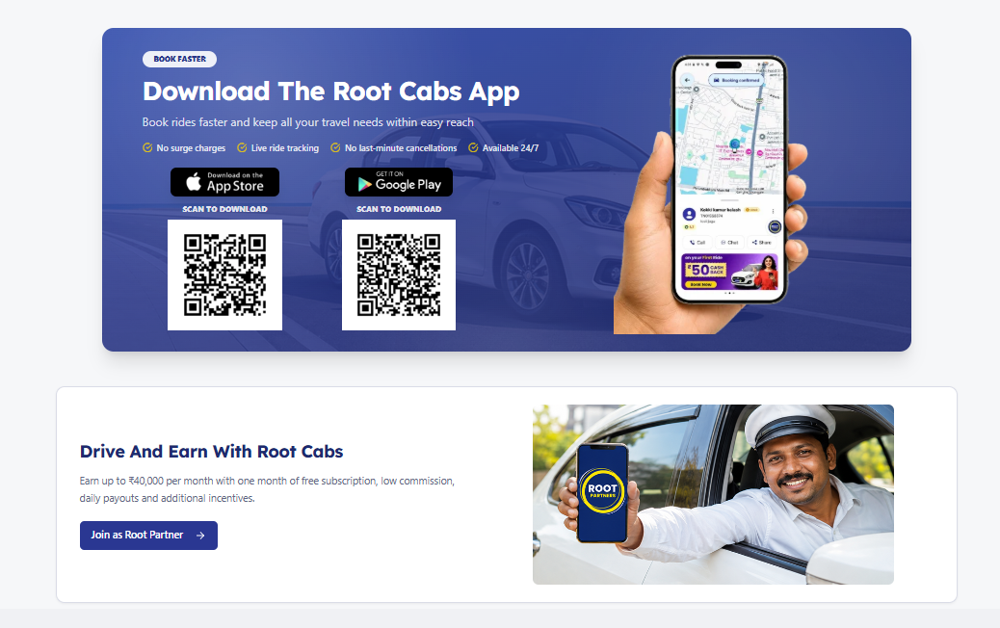 BOOK FASTER
Download The Root Cabs App
Book rides faster and keep all your travel needs within easy reach
No surge charges
Live ride tracking
No last-minute cancellations
Available 24/7
Download on the
App Store
GET IT ON
Google Play
SCAN TO DOWNLOAD
SCAN TO DOWNLOAD
Booking confirmed
Call
Chat
Share
on your First Ride
₹50 CASH
BACK
Book Now
Drive And Earn With Root Cabs
Earn up to ₹40,000 per month with one month of free subscription, low commission,
daily payouts and additional incentives.
Join as Root Partner
ROOT
PARTNERS